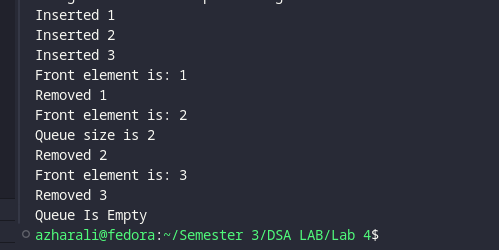 Inserted 1
Inserted 2
Inserted 3
Front element is: 1
Removed 1
Front element is: 2
Queue size is 2
Removed 2
Front element is: 3
Removed 3
Queue Is Empty
azharali@fedora:~/Semester 3/DSA LAB/Lab 4$